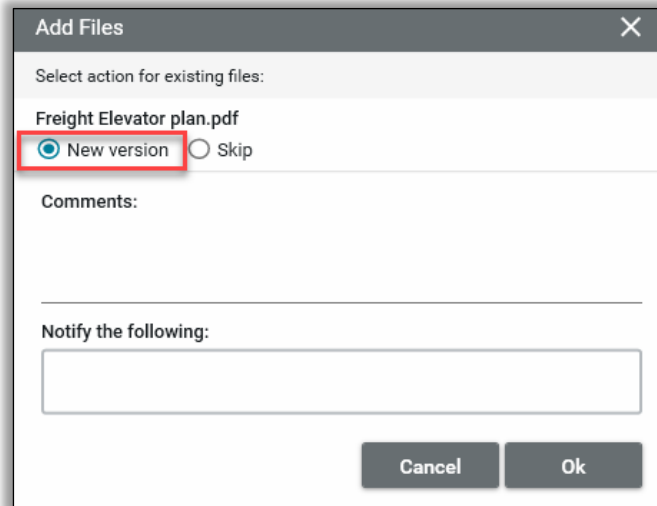 Add Files
Select action for existing files:
Freight Elevator plan.pdf
New version Skip
Comments:
Notify the following:
Cancel Ok